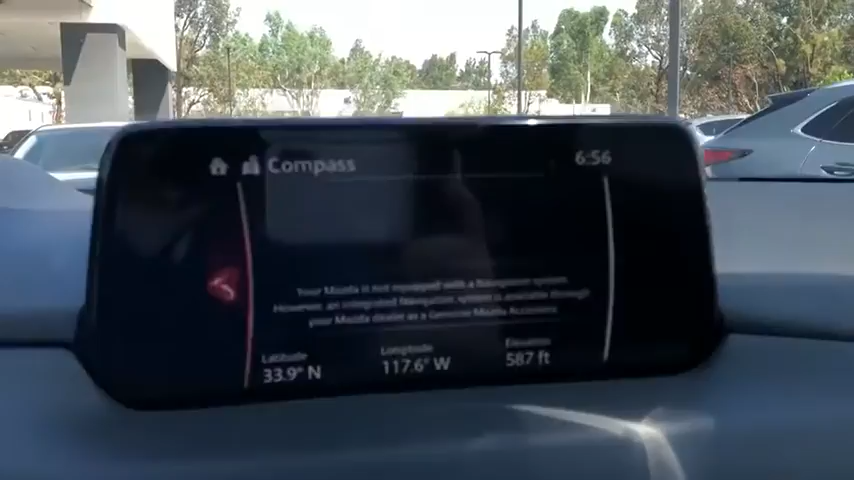 Compass
6:56
Your Mazda is not equipped with a Navigation system.
However, an integrated Navigation system is available through
your Mazda dealer as a Genuine Mazda Accessory.
Latitude Longitude Elevation
33.9° N 117.6° W 587 ft